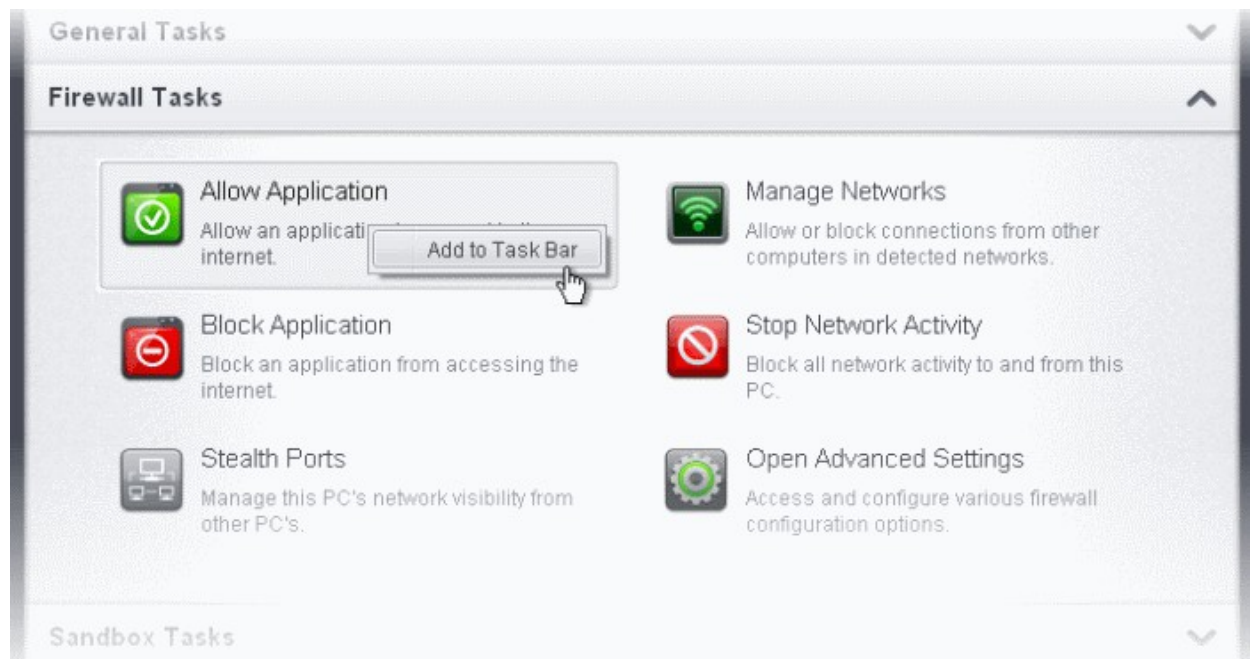 General Tasks
Firewall Tasks
Allow Application
Allow an applicati
internet.
Add to Task Bar
Manage Networks
Allow or block connections from other
computers in detected networks.
Block Application
Block an application from accessing the
internet.
Stop Network Activity
Block all network activity to and from this
PC.
Stealth Ports
Manage this PC's network visibility from
other PC's.
Open Advanced Settings
Access and configure various firewall
configuration options.
Sandbox Tasks